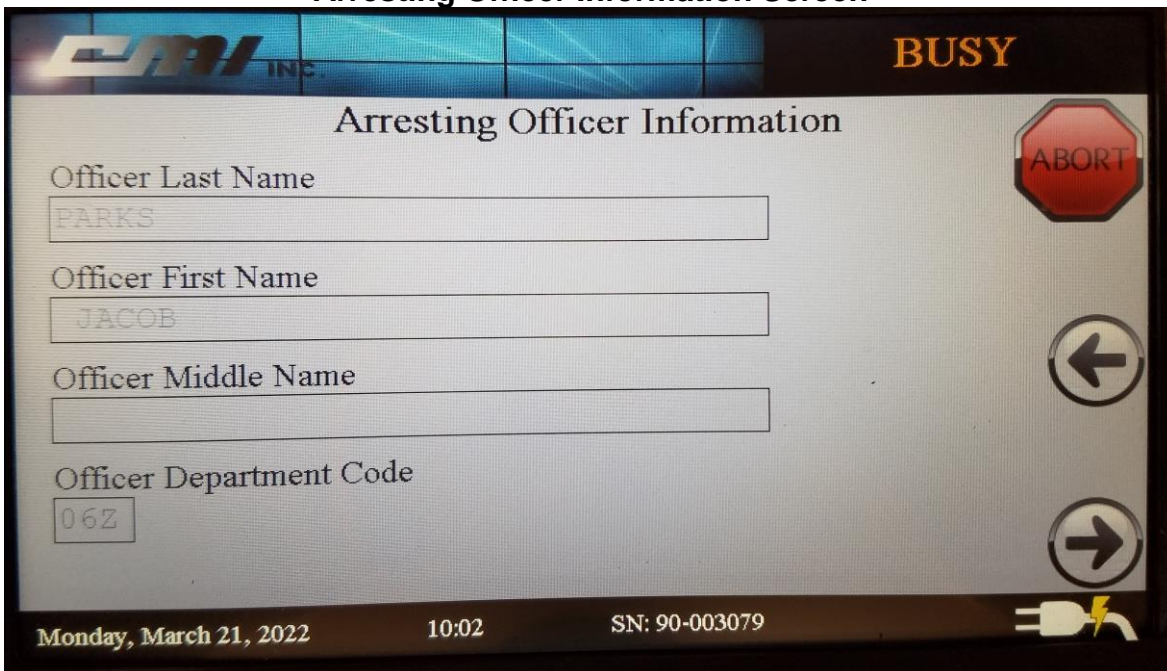 Arresting Officer Information Screen
CMI INC.
BUSY
Arresting Officer Information
ABORT
Officer Last Name
PARKS
Officer First Name
JACOB
Officer Middle Name
Officer Department Code
06Z
Monday, March 21, 2022 10:02 SN: 90-003079